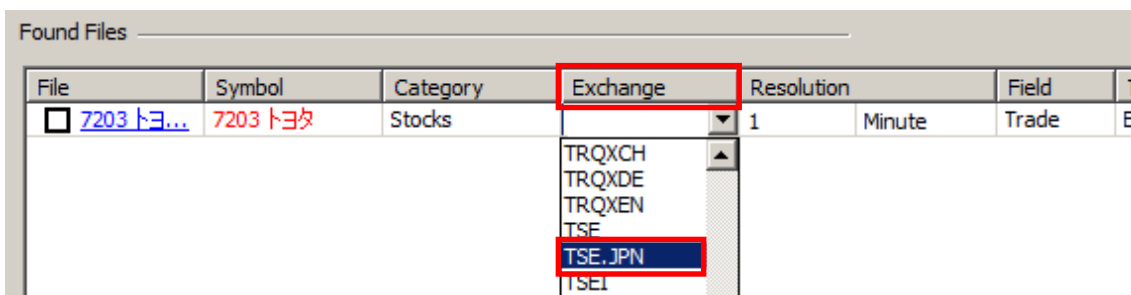 Found Files
File Symbol Category Exchange Resolution Field
7203 トヨ... 7203 トヨタ Stocks 1 Minute Trade
TRQXCH
TRQXDE
TRQXEN
TSE
TSE.JPN
TSEI